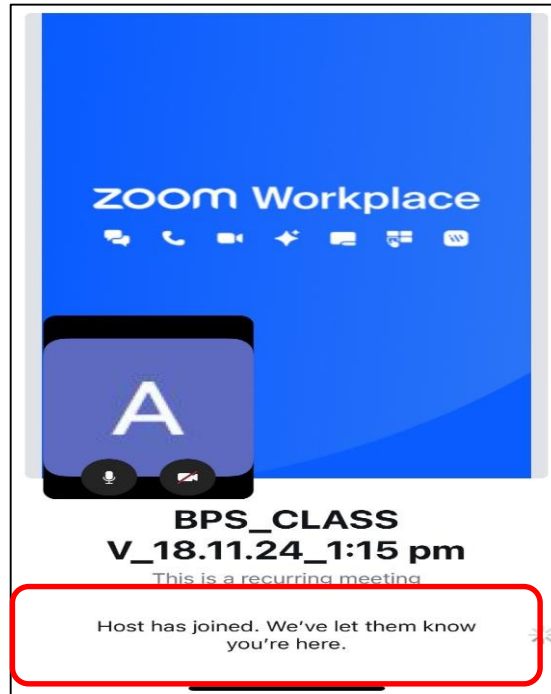 zoom Workplace
A
BPS_CLASS
V_18.11.24_1:15 pm
This is a recurring meeting
Host has joined. We’ve let them know
you’re here.